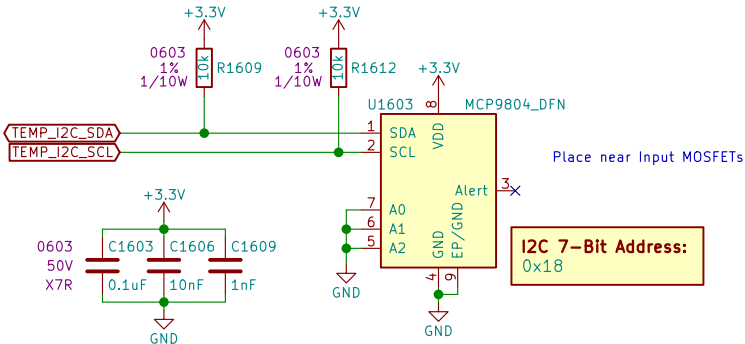 +3.3V
+3.3V
0603
1%
1/10W
10k
R1609
0603
1%
1/10W
10k
R1612
+3.3V
U1603
MCP9804_DFN
8
VDD
TEMP_I2C_SDA
1
SDA
TEMP_I2C_SCL
2
SCL
Place near Input MOSFETs
Alert
3
7
A0
6
A1
5
A2
GND
EP/GND
4
9
GND
GND
I2C 7-Bit Address:
0x18
+3.3V
0603
50V
X7R
C1603
0.1uF
C1606
10nF
C1609
1nF
GND